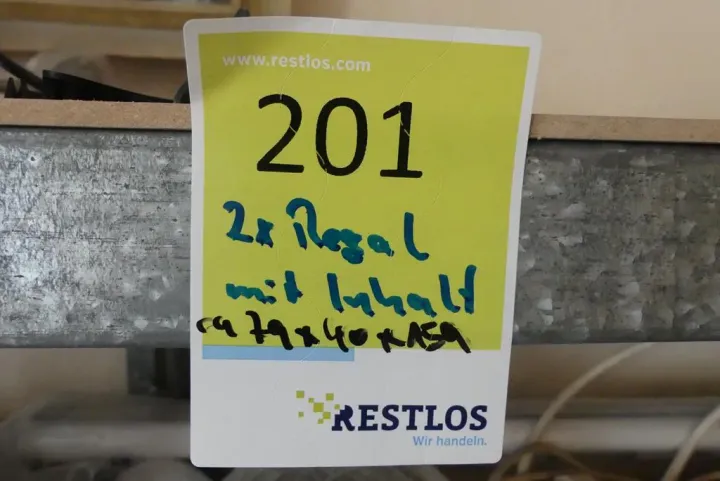 www.restlos.com
201
2x Regal
mit Inhalt
ca 79x40x159
RESTLOS
Wir handeln.